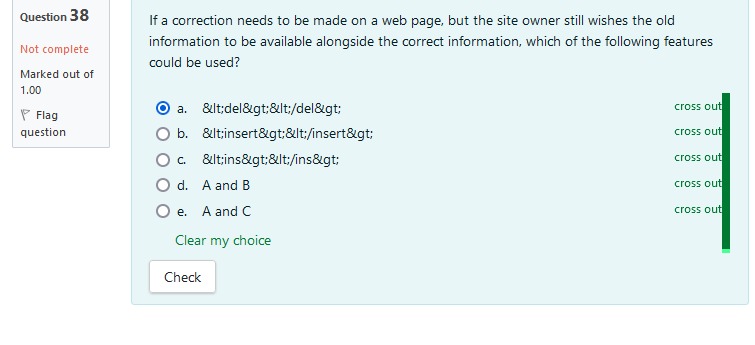 Question 38
Not complete
Marked out of
1.00
Flag
question
If a correction needs to be made on a web page, but the site owner still wishes the old
information to be available alongside the correct information, which of the following features
could be used?
a. &lt;del&gt;&lt;/del&gt;
cross out
b. &lt;insert&gt;&lt;/insert&gt;
cross out
c. &lt;ins&gt;&lt;/ins&gt;
cross out
d. A and B
cross out
e. A and C
cross out
Clear my choice
Check